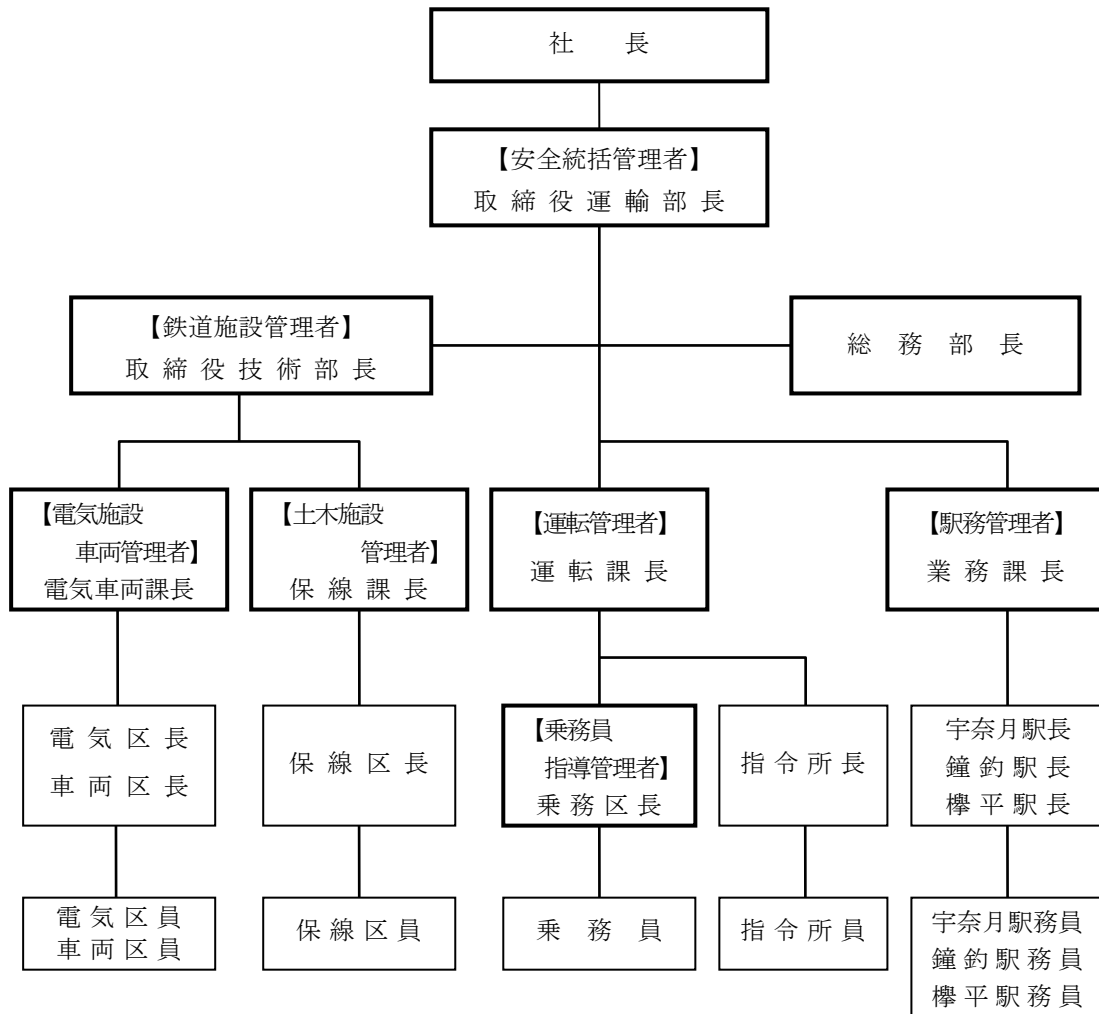 社長
【安全統括管理者】
取締役運輸部長
【鉄道施設管理者】
取締役技術部長
総務部長
【電気施設
車両管理者】
電気車両課長
【土木施設
管理者】
保線課長
【運転管理者】
運転課長
【駅務管理者】
業務課長
電気区長
車両区長
保線区長
【乗務員
指導管理者】
乗務区長
指令所長
宇奈月駅長
鐘釣駅長
欅平駅長
電気区員
車両区員
保線区員
乗務員
指令所員
宇奈月駅務員
鐘釣駅務員
欅平駅務員